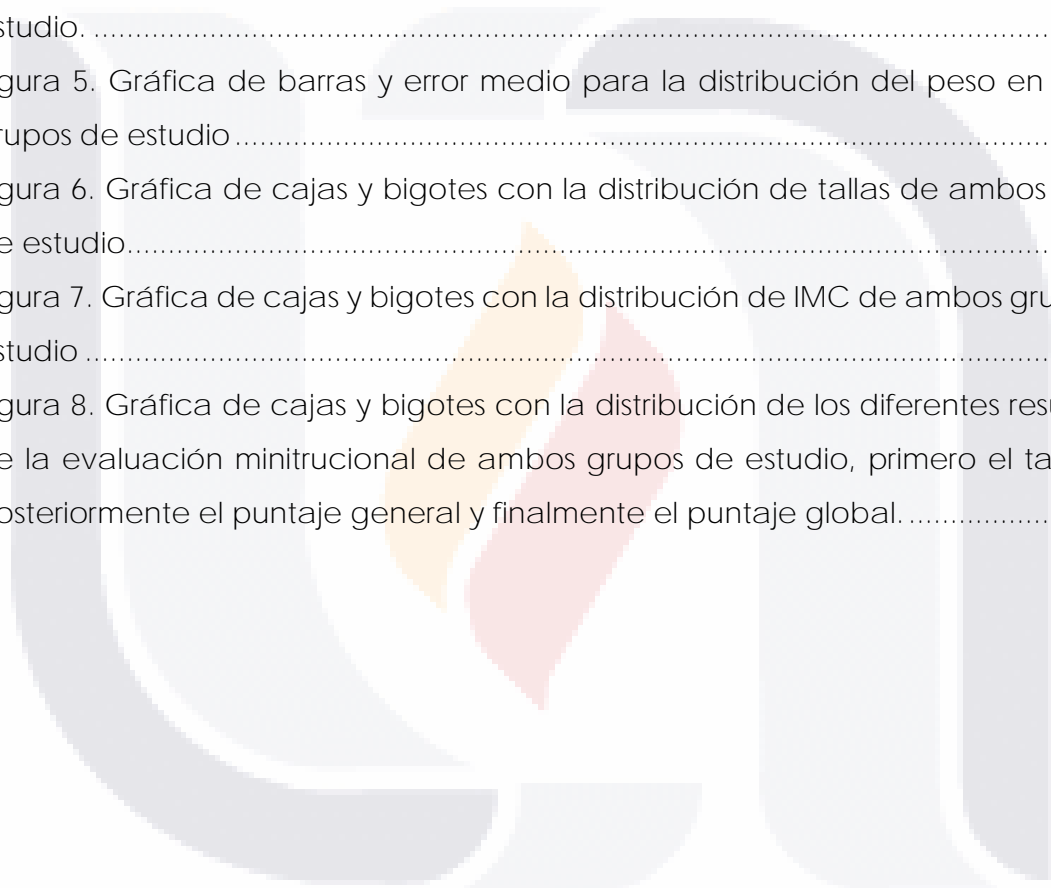 studio. ........................................................................................................
gura 5. Gráfica de barras y error medio para la distribución del peso en
rupos de estudio ........................................................................................
gura 6. Gráfica de cajas y bigotes con la distribución de tallas de ambos
e estudio....................................................................................................
gura 7. Gráfica de cajas y bigotes con la distribución de IMC de ambos gru
studio .........................................................................................................
gura 8. Gráfica de cajas y bigotes con la distribución de los diferentes res
e la evaluación minitrucional de ambos grupos de estudio, primero el ta
osteriormente el puntaje general y finalmente el puntaje global. .................